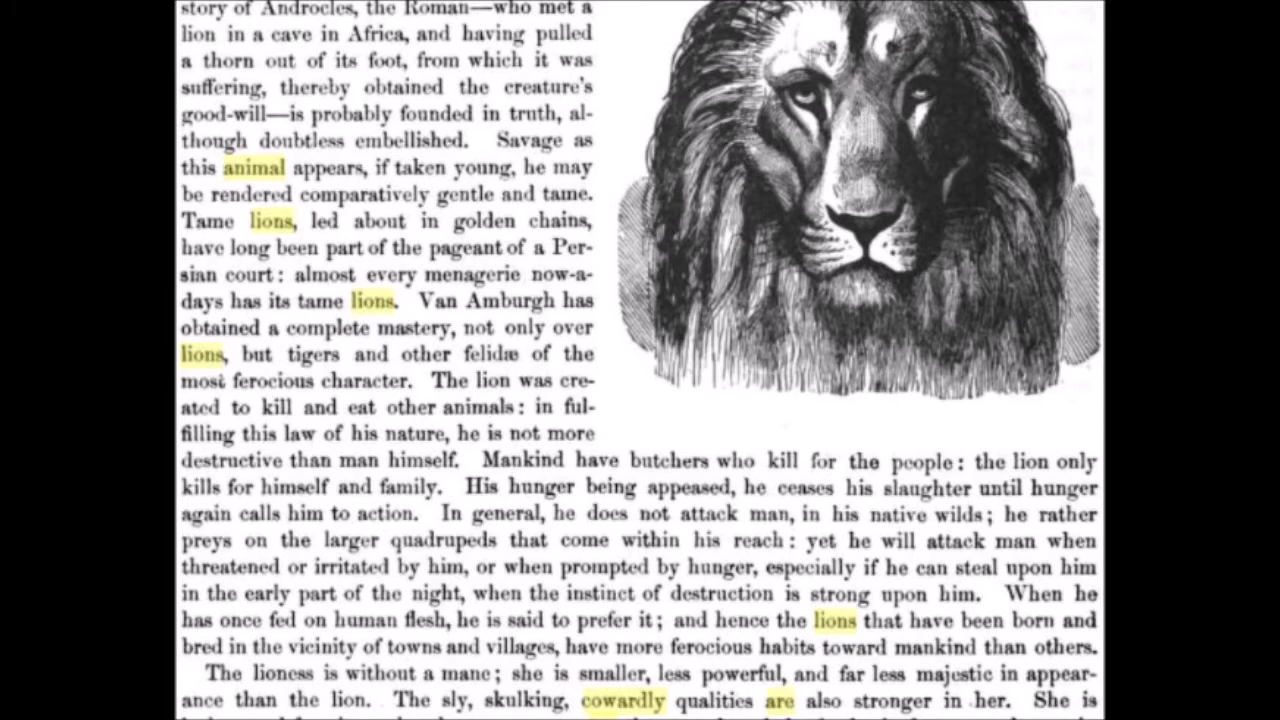 story of Androcles, the Roman—who met a
lion in a cave in Africa, and having pulled
a thorn out of its foot, from which it was
suffering, thereby obtained the creature's
good-will—is probably founded in truth, al-
though doubtless embellished. Savage as
this animal appears, if taken young, he may
be rendered comparatively gentle and tame.
Tame lions, led about in golden chains,
have long been part of the pageant of a Per-
sian court: almost every menagerie now-a-
days has its tame lions. Van Amburgh has
obtained a complete mastery, not only over
lions, but tigers and other felidæ of the
most ferocious character. The lion was cre-
ated to kill and eat other animals: in ful-
filling this law of his nature, he is not more
destructive than man himself. Mankind have butchers who kill for the people: the lion only
kills for himself and family. His hunger being appeased, he ceases his slaughter until hunger
again calls him to action. In general, he does not attack man, in his native wilds; he rather
preys on the larger quadrupeds that come within his reach: yet he will attack man when
threatened or irritated by him, or when prompted by hunger, especially if he can steal upon him
in the early part of the night, when the instinct of destruction is strong upon him. When he
has once fed on human flesh, he is said to prefer it; and hence the lions that have been born and
bred in the vicinity of towns and villages, have more ferocious habits toward mankind than others.
The lioness is without a mane; she is smaller, less powerful, and far less majestic in appear-
ance than the lion. The sly, skulking, cowardly qualities are also stronger in her. She is